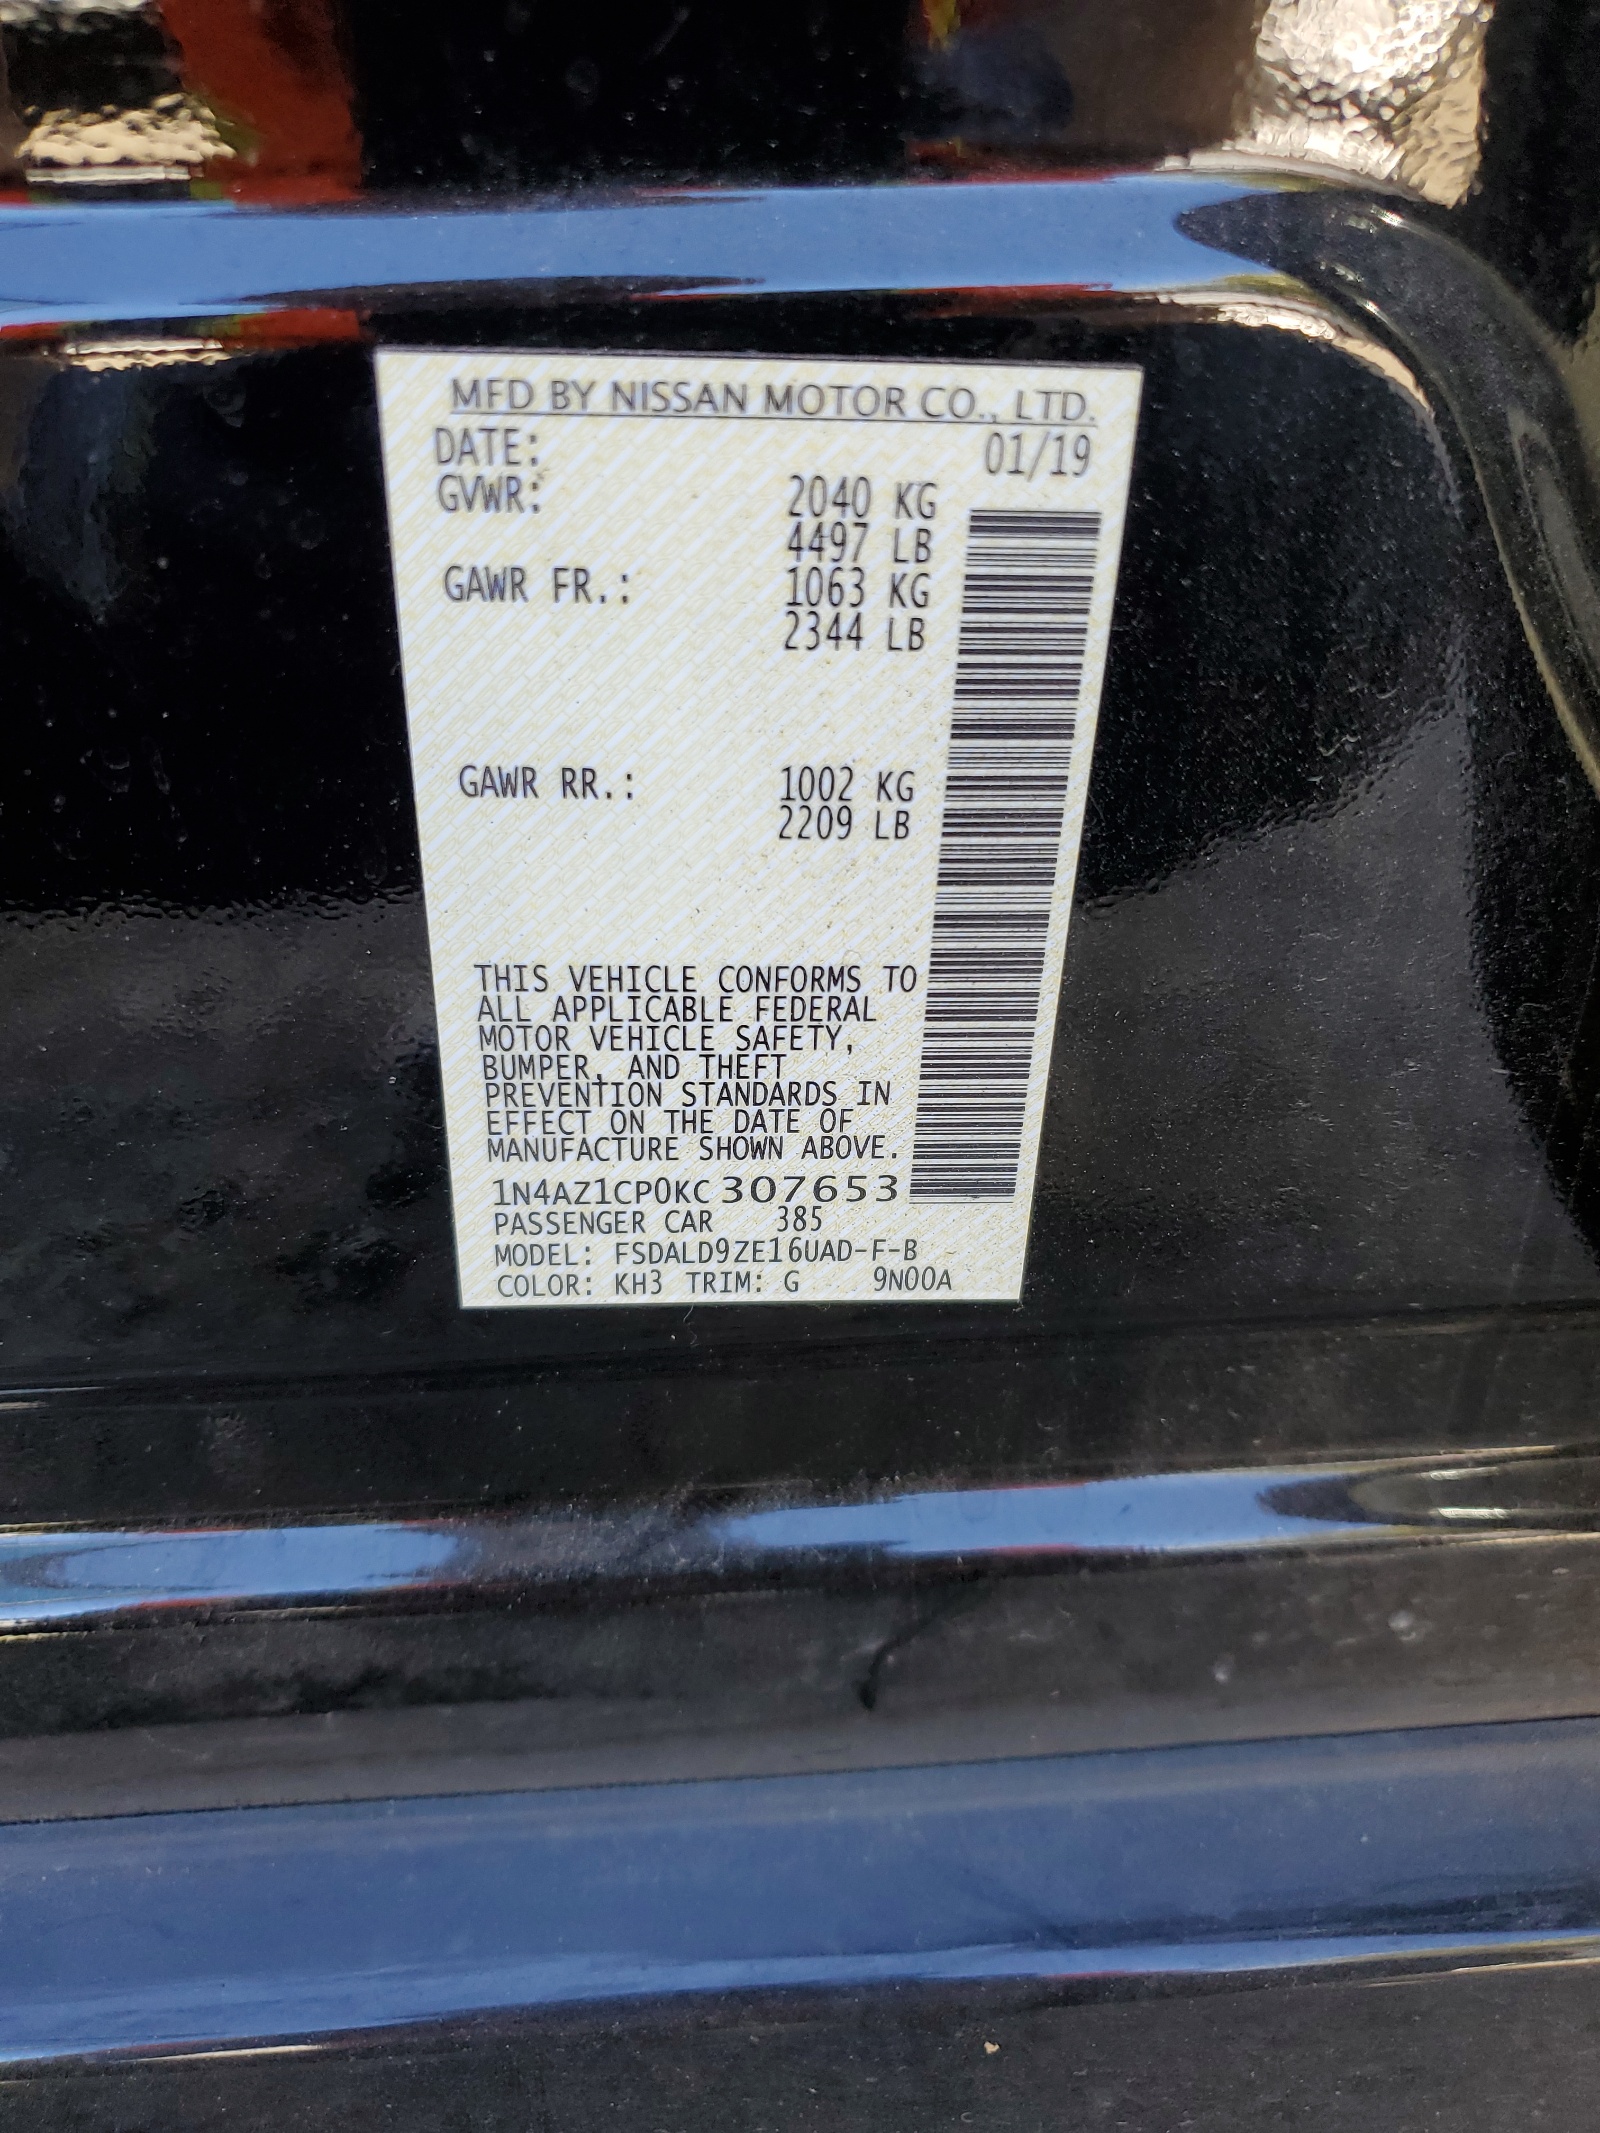 MFD BY NISSAN MOTOR CO., LTD.
DATE: 01/19
GVWR: 2040 KG
4497 LB
GAWR FR.: 1063 KG
2344 LB
GAWR RR.: 1002 KG
2209 LB
THIS VEHICLE CONFORMS TO
ALL APPLICABLE FEDERAL
MOTOR VEHICLE SAFETY,
BUMPER, AND THEFT
PREVENTION STANDARDS IN
EFFECT ON THE DATE OF
MANUFACTURE SHOWN ABOVE.
1N4AZ1CP0KC307653
PASSENGER CAR 385
MODEL: FSDALD9ZE16UAD-F-B
COLOR: KH3 TRIM: G 9N00A